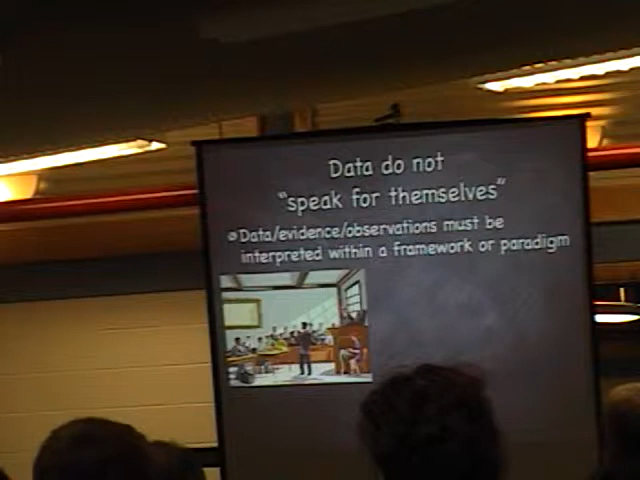 Data do not
"speak for themselves"
Data/evidence/observations must be
interpreted within a framework or paradigm